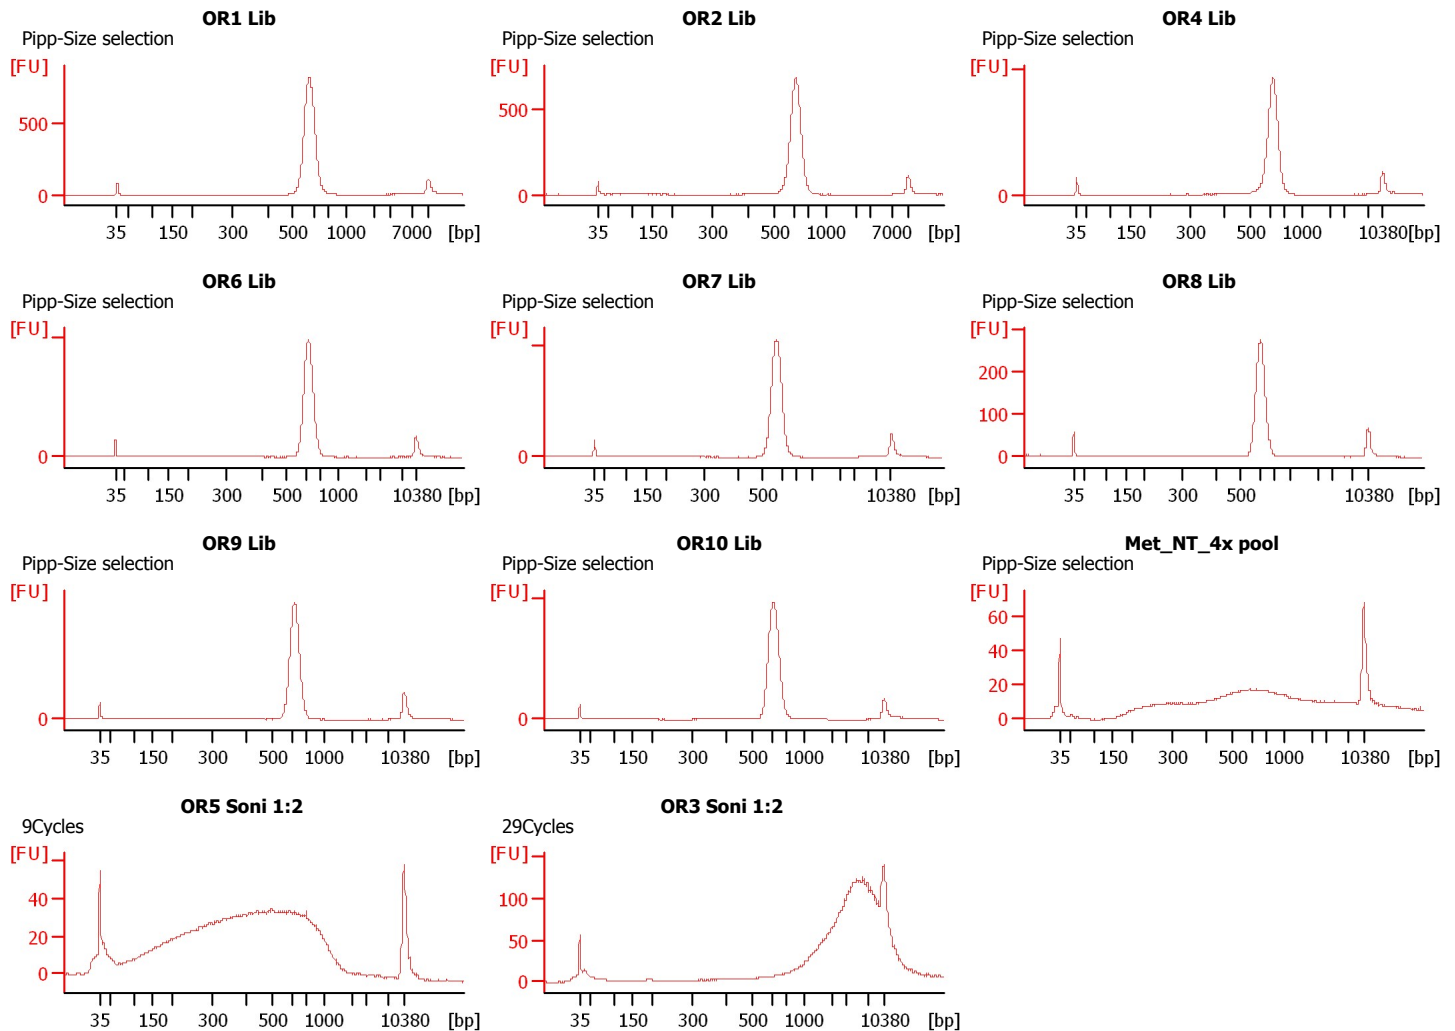 OR1 Lib
Pipp-Size selection
[FU]
500
0
35 150 300 500 1000 7000 [bp]
OR2 Lib
Pipp-Size selection
[FU]
500
0
35 150 300 500 1000 7000 [bp]
OR4 Lib
Pipp-Size selection
[FU]
0
35 150 300 500 1000 10380[bp]
OR6 Lib
Pipp-Size selection
[FU]
0
35 150 300 500 1000 10380 [bp]
OR7 Lib
Pipp-Size selection
[FU]
0
35 150 300 500 10380 [bp]
OR8 Lib
Pipp-Size selection
[FU]
200
100
0
35 150 300 500 10380 [bp]
OR9 Lib
Pipp-Size selection
[FU]
0
35 150 300 500 1000 10380 [bp]
OR10 Lib
Pipp-Size selection
[FU]
0
35 150 300 500 1000 10380 [bp]
Met_NT_4x pool
Pipp-Size selection
[FU]
60
40
20
0
35 150 300 500 1000 10380 [bp]
OR5 Soni 1:2
9Cycles
[FU]
40
20
0
35 150 300 500 1000 10380 [bp]
OR3 Soni 1:2
29Cycles
[FU]
100
50
0
35 150 300 500 1000 10380 [bp]